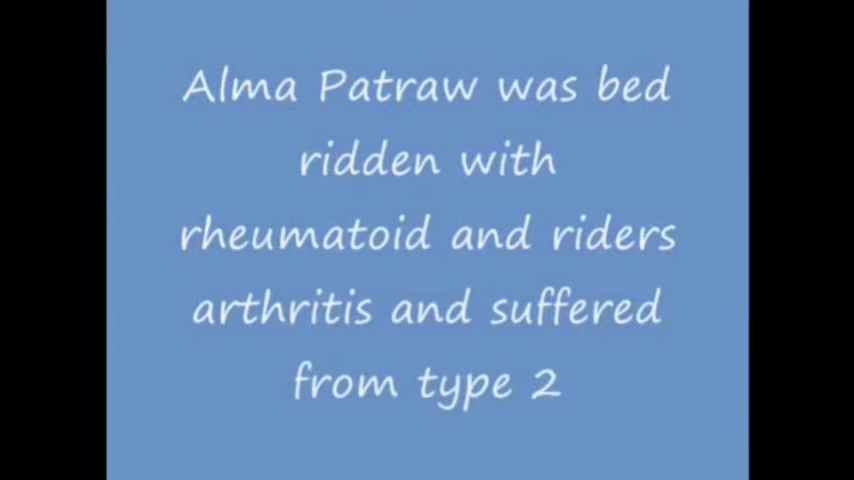 Alma Patraw was bed
ridden with
rheumatoid and riders
arthritis and suffered
from type 2